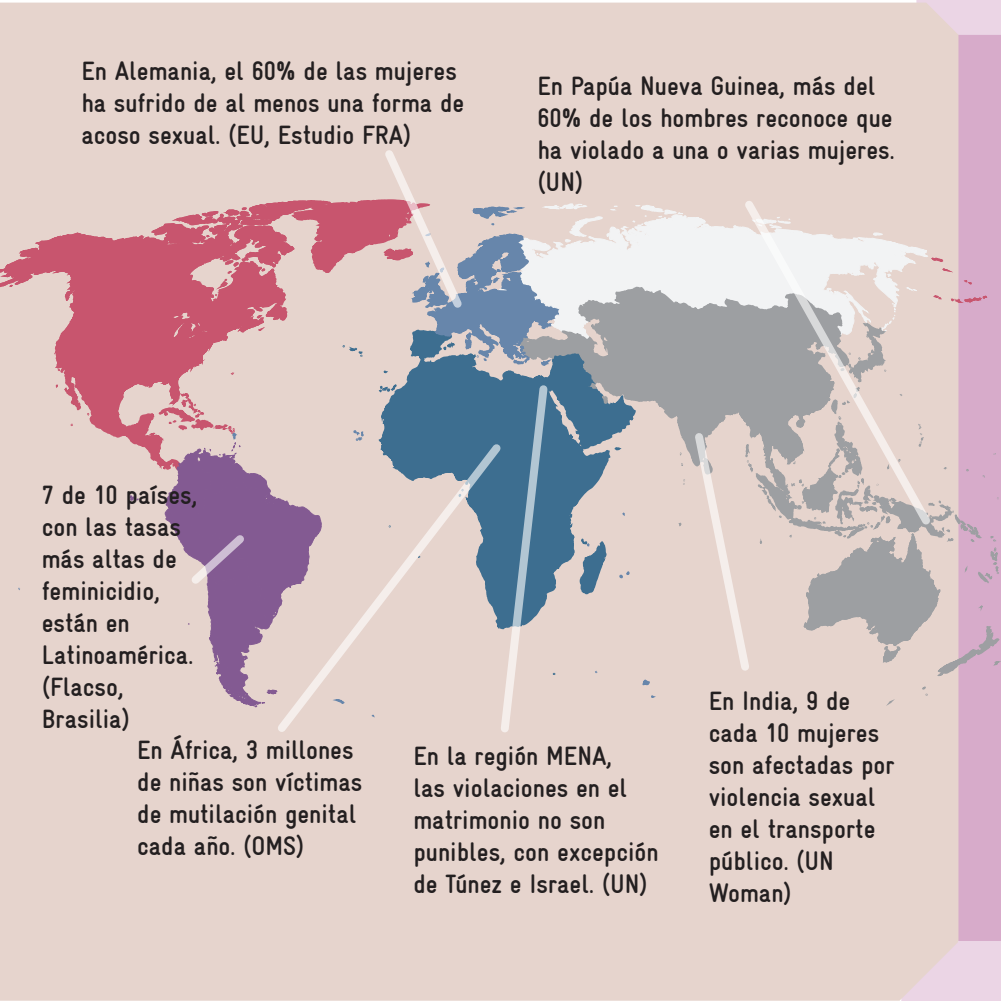 En Alemania, el 60% de las mujeres
ha sufrido de al menos una forma de
acoso sexual. (EU, Estudio FRA)
En Papúa Nueva Guinea, más del
60% de los hombres reconoce que
ha violado a una o varias mujeres.
(UN)
7 de 10 países,
con las tasas
más altas de
feminicidio,
están en
Latinoamérica.
(Flacso,
Brasilia)
En África, 3 millones
de niñas son víctimas
de mutilación genital
cada año. (OMS)
En la región MENA,
las violaciones en el
matrimonio no son
punibles, con excepción
de Túnez e Israel. (UN)
En India, 9 de
cada 10 mujeres
son afectadas por
violencia sexual
en el transporte
público. (UN
Woman)